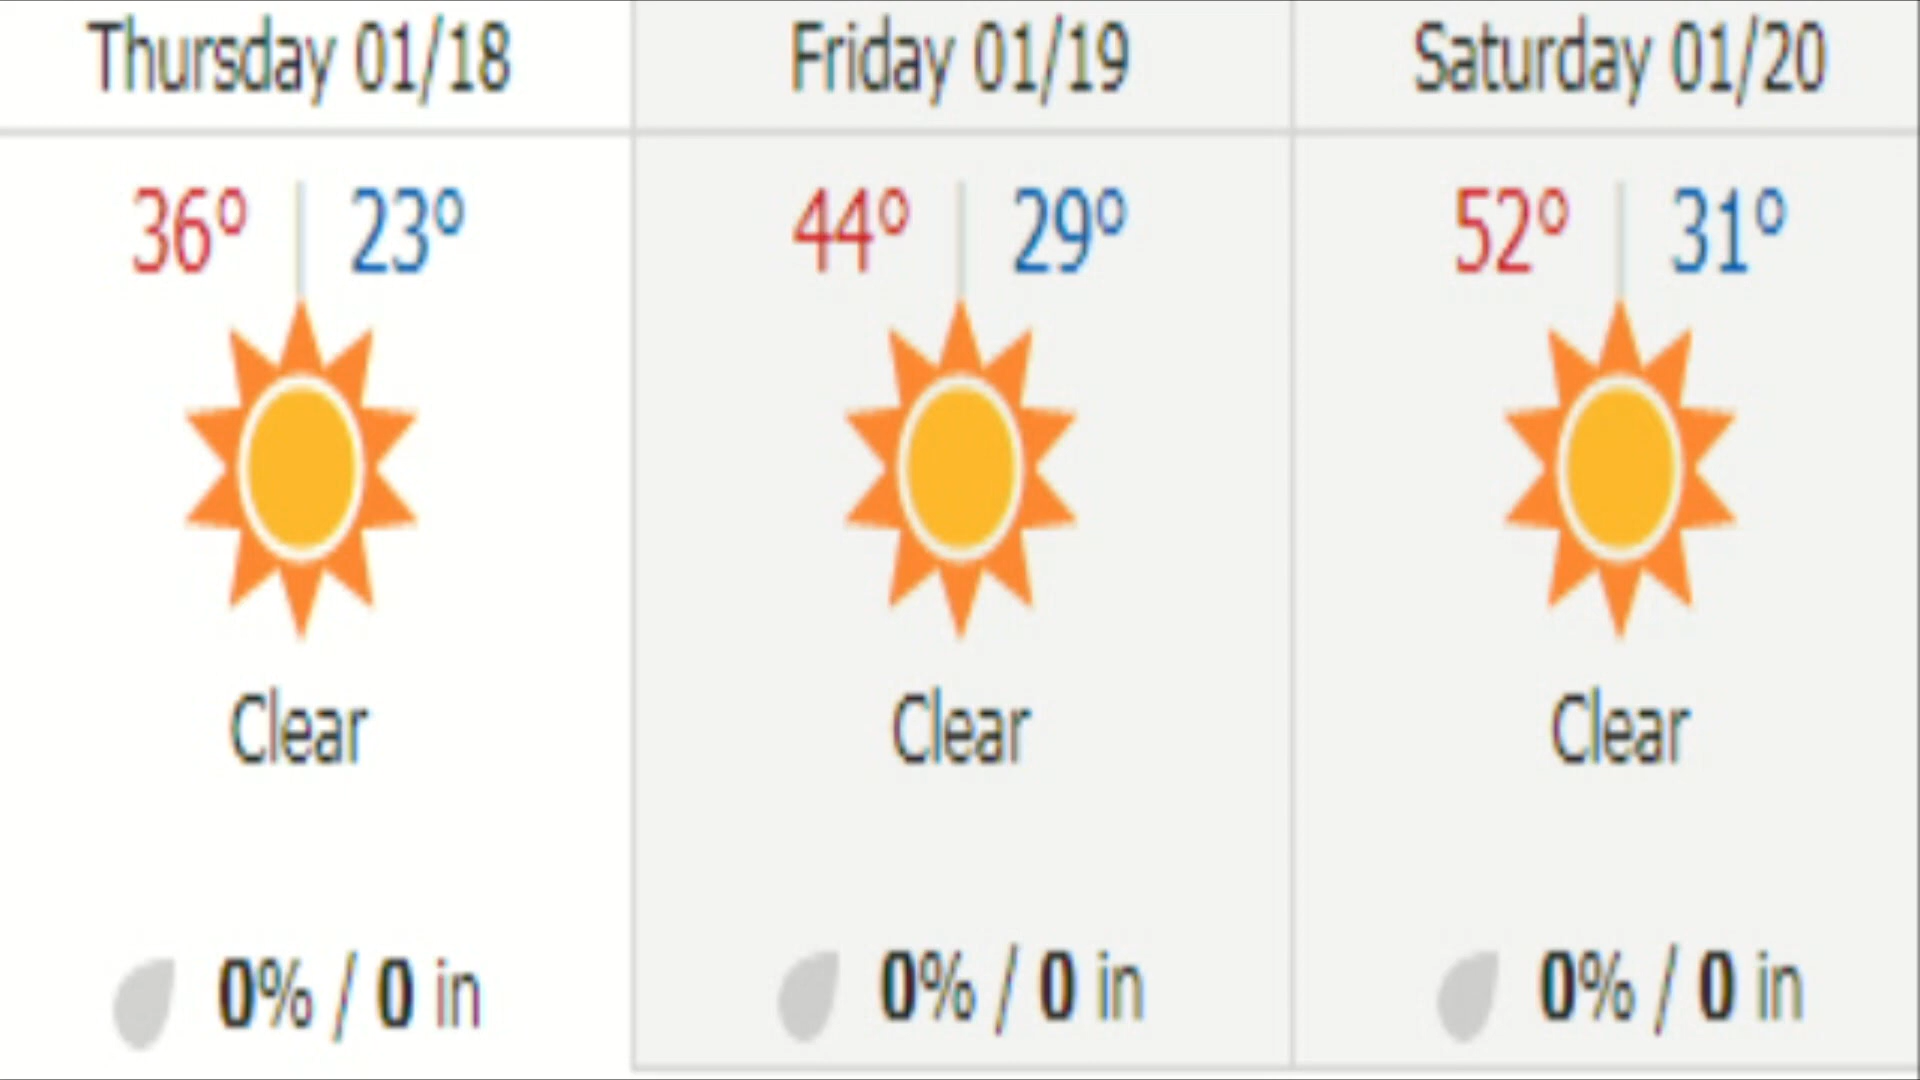 Thursday 01/18
36° 23°
Clear
0% / 0 in
Friday 01/19
44° 29°
Clear
0% / 0 in
Saturday 01/20
52° 31°
Clear
0% / 0 in